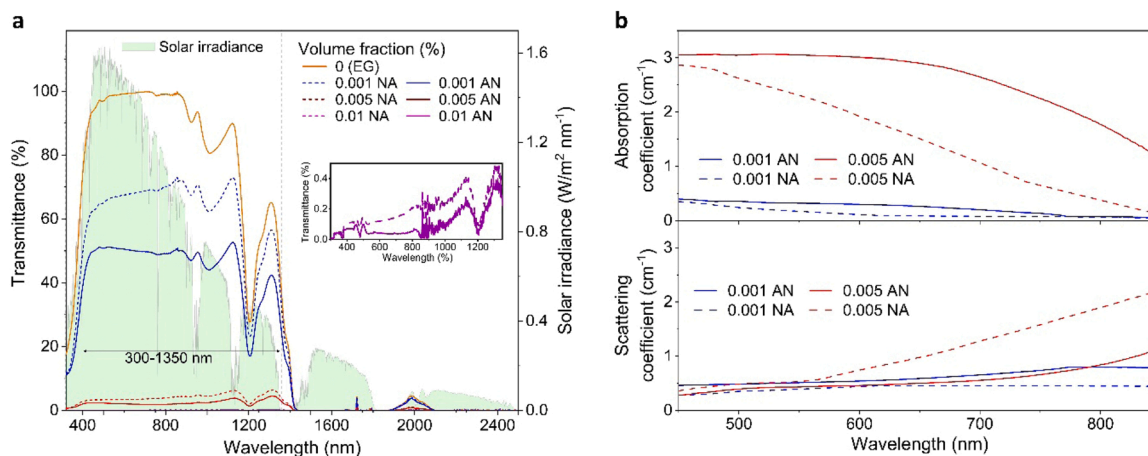 a
Solar irradiance
Volume fraction (%)
0 (EG)
0.001 NA
0.001 AN
0.005 NA
0.005 AN
0.01 NA
0.01 AN
Transmittance (%)
100
80
60
40
20
0
300-1350 nm
400
800
1200
1600
2000
2400
Wavelength (nm)
1.6
1.4
1.2
1.0
0.8
0.6
0.4
0.2
0.0
Solar irradiance (W/m² nm⁻¹)
Transmittance (%)
0.4
0.2
0.0
400
600
800
1000
1200
Wavelength (%)
b
Absorption
coefficient (cm⁻¹)
3
2
1
0
0.001 AN
0.005 AN
0.001 NA
0.005 NA
Scattering
coefficient (cm⁻¹)
3
2
1
0
0.001 AN
0.005 AN
0.001 NA
0.005 NA
500
600
700
800
Wavelength (nm)